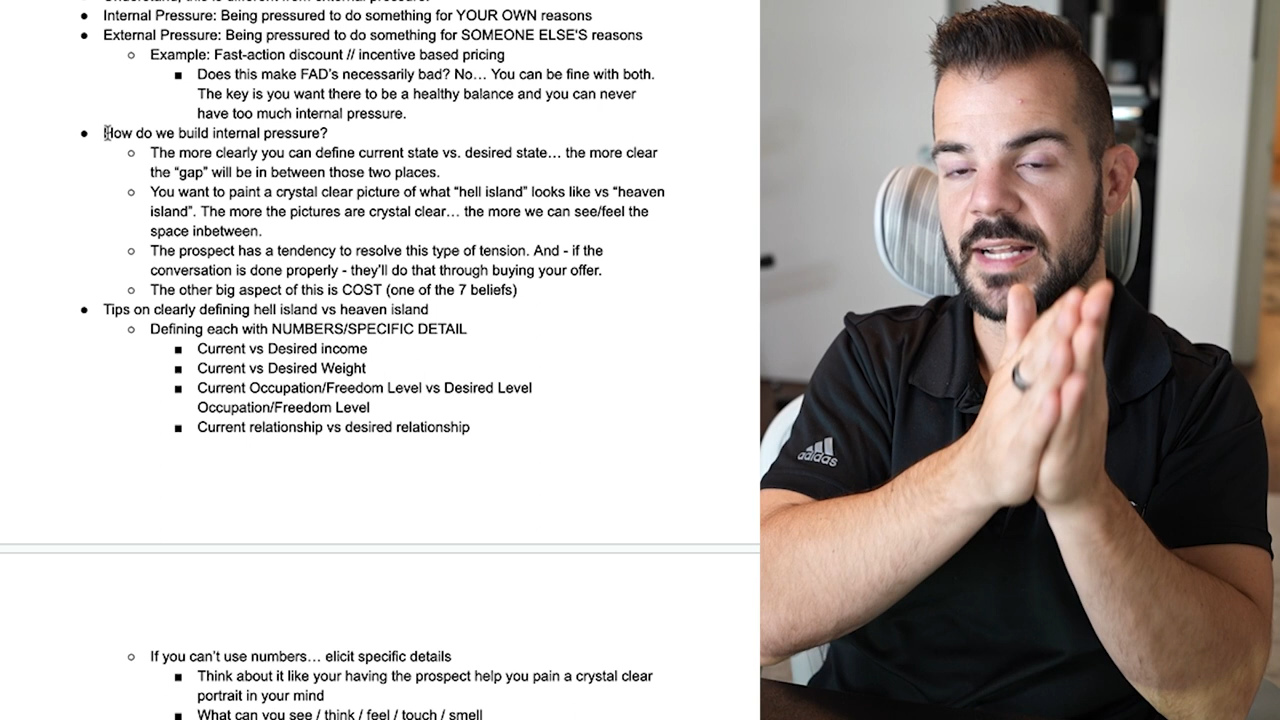 Understand, this is different from external pressure.
● Internal Pressure: Being pressured to do something for YOUR OWN reasons
● External Pressure: Being pressured to do something for SOMEONE ELSE'S reasons
○ Example: Fast-action discount // incentive based pricing
■ Does this make FAD's necessarily bad? No… You can be fine with both.
The key is you want there to be a healthy balance and you can never
have too much internal pressure.
● How do we build internal pressure?
○ The more clearly you can define current state vs. desired state… the more clear
the “gap” will be in between those two places.
○ You want to paint a crystal clear picture of what “hell island” looks like vs “heaven
island”. The more the pictures are crystal clear… the more we can see/feel the
space inbetween.
○ The prospect has a tendency to resolve this type of tension. And - if the
conversation is done properly - they’ll do that through buying your offer.
○ The other big aspect of this is COST (one of the 7 beliefs)
● Tips on clearly defining hell island vs heaven island
○ Defining each with NUMBERS/SPECIFIC DETAIL
■ Current vs Desired income
■ Current vs Desired Weight
■ Current Occupation/Freedom Level vs Desired Level
Occupation/Freedom Level
■ Current relationship vs desired relationship
○ If you can’t use numbers… elicit specific details
■ Think about it like your having the prospect help you pain a crystal clear
portrait in your mind
■ What can you see / think / feel / touch / smell
adidas